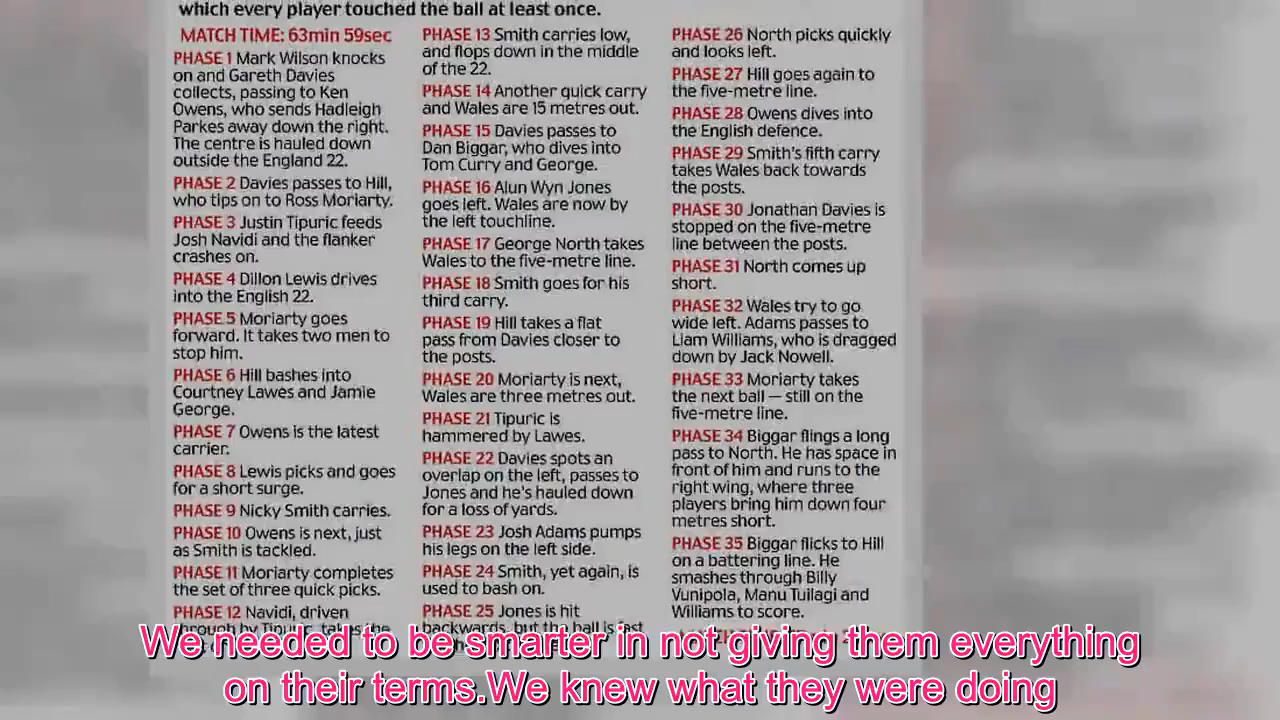 which every player touched the ball at least once.
MATCH TIME: 63min 59sec
PHASE 1 Mark Wilson knocks
on and Gareth Davies
collects, passing to Ken
Owens, who sends Hadleigh
Parkes away down the right.
The centre is hauled down
outside the England 22.
PHASE 2 Davies passes to Hill,
who tips on to Ross Moriarty.
PHASE 3 Justin Tipuric feeds
Josh Navidi and the flanker
crashes on.
PHASE 4 Dillon Lewis drives
into the English 22.
PHASE 5 Moriarty goes
forward. It takes two men to
stop him.
PHASE 6 Hill bashes into
Courtney Lawes and Jamie
George.
PHASE 7 Owens is the latest
carrier.
PHASE 8 Lewis picks and goes
for a short surge.
PHASE 9 Nicky Smith carries.
PHASE 10 Owens is next, just
as Smith is tackled.
PHASE 11 Moriarty completes
the set of three quick picks.
PHASE 12 Navidi, driven
through by Tipuric, takes the
PHASE 13 Smith carries low,
and flops down in the middle
of the 22.
PHASE 14 Another quick carry
and Wales are 15 metres out.
PHASE 15 Davies passes to
Dan Biggar, who dives into
Tom Curry and George.
PHASE 16 Alun Wyn Jones
goes left. Wales are now by
the left touchline.
PHASE 17 George North takes
Wales to the five-metre line.
PHASE 18 Smith goes for his
third carry.
PHASE 19 Hill takes a flat
pass from Davies closer to
the posts.
PHASE 20 Moriarty is next,
Wales are three metres out.
PHASE 21 Tipuric is
hammered by Lawes.
PHASE 22 Davies spots an
overlap on the left, passes to
Jones and he's hauled down
for a loss of yards.
PHASE 23 Josh Adams pumps
his legs on the left side.
PHASE 24 Smith, yet again, is
used to bash on.
PHASE 25 Jones is hit
backwards, but the ball is fast
PHASE 26 North picks quickly
and looks left.
PHASE 27 Hill goes again to
the five-metre line.
PHASE 28 Owens dives into
the English defence.
PHASE 29 Smith's fifth carry
takes Wales back towards
the posts.
PHASE 30 Jonathan Davies is
stopped on the five-metre
line between the posts.
PHASE 31 North comes up
short.
PHASE 32 Wales try to go
wide left. Adams passes to
Liam Williams, who is dragged
down by Jack Nowell.
PHASE 33 Moriarty takes
the next ball — still on the
five-metre line.
PHASE 34 Biggar flings a long
pass to North. He has space in
front of him and runs to the
right wing, where three
players bring him down four
metres short.
PHASE 35 Biggar flicks to Hill
on a battering line. He
smashes through Billy
Vunipola, Manu Tuilagi and
Williams to score.
We needed to be smarter in not giving them everything
on their terms.We knew what they were doing